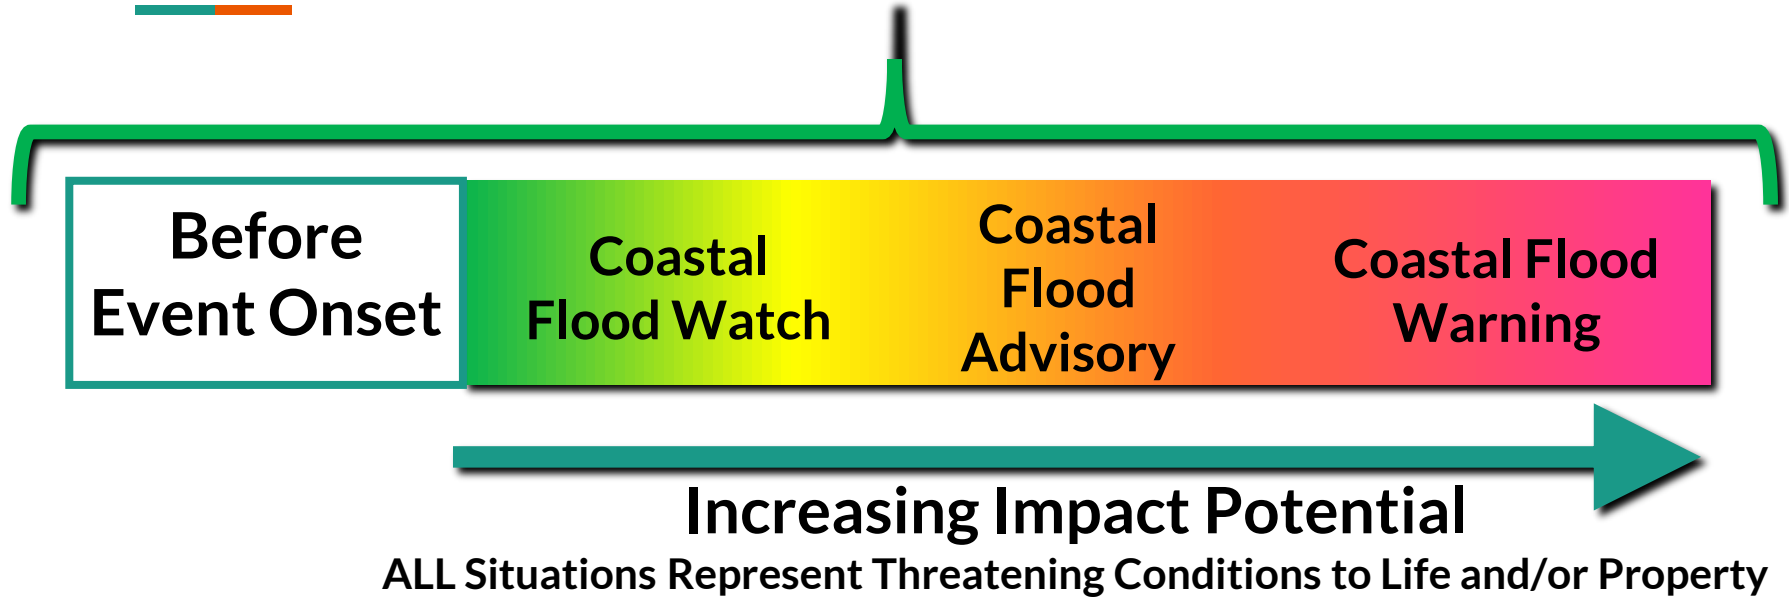 Before
Event Onset
Coastal
Flood Watch
Coastal
Flood
Advisory
Coastal Flood
Warning
Increasing Impact Potential
ALL Situations Represent Threatening Conditions to Life and/or Property